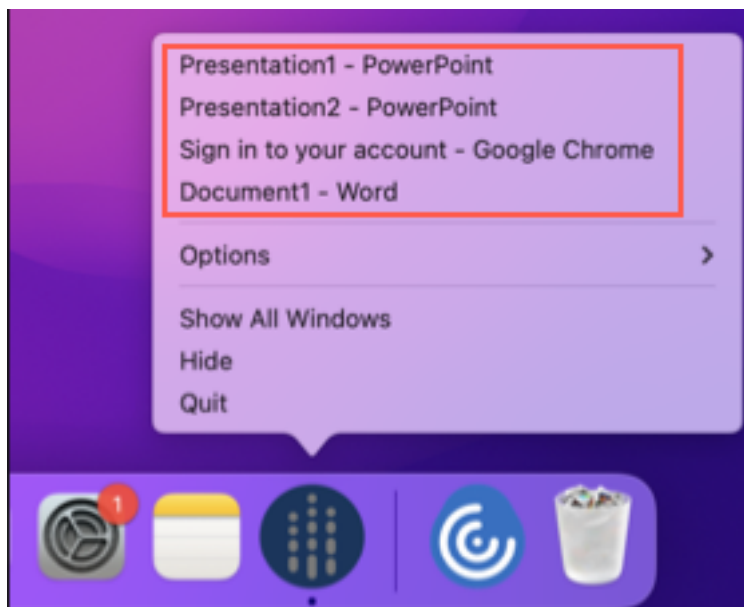 Presentation1 - PowerPoint
Presentation2 - PowerPoint
Sign in to your account - Google Chrome
Document1 - Word
Options
Show All Windows
Hide
Quit
1